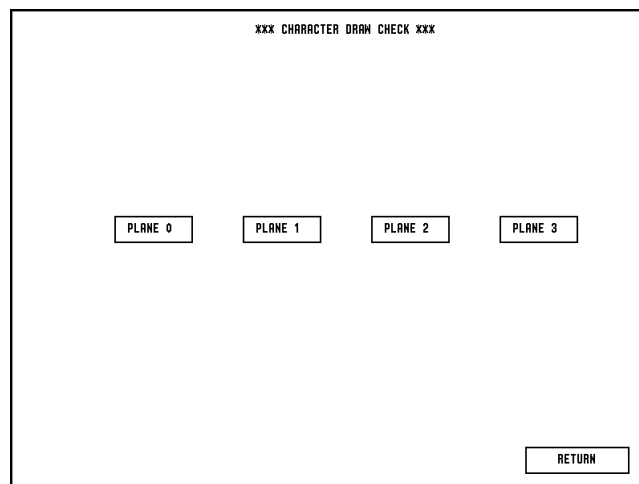 *** CHARACTER DRAW CHECK ***
PLANE 0 PLANE 1 PLANE 2 PLANE 3
RETURN